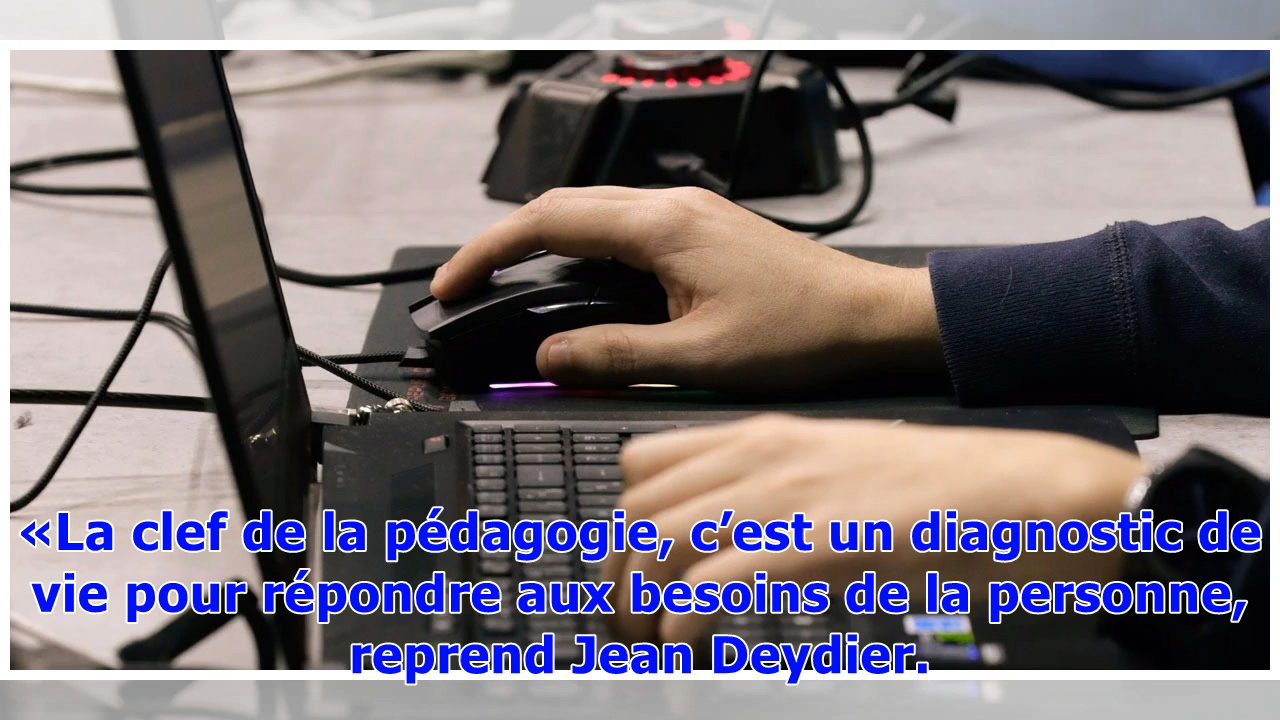 «La clef de la pédagogie, c’est un diagnostic de
vie pour répondre aux besoins de la personne,
reprend Jean Deydier.